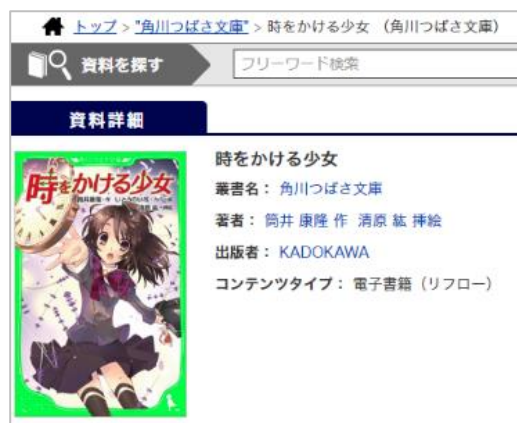 トップ > "角川つばさ文庫" > 時をかける少女 （角川つばさ文庫）
資料を探す
フリーワード検索
資料詳細
時をかける少女
時をかける少女
叢書名： 角川つばさ文庫
著者： 筒井 康隆 作 清原 紘 挿絵
出版者： KADOKAWA
コンテンツタイプ： 電子書籍（リフロー）